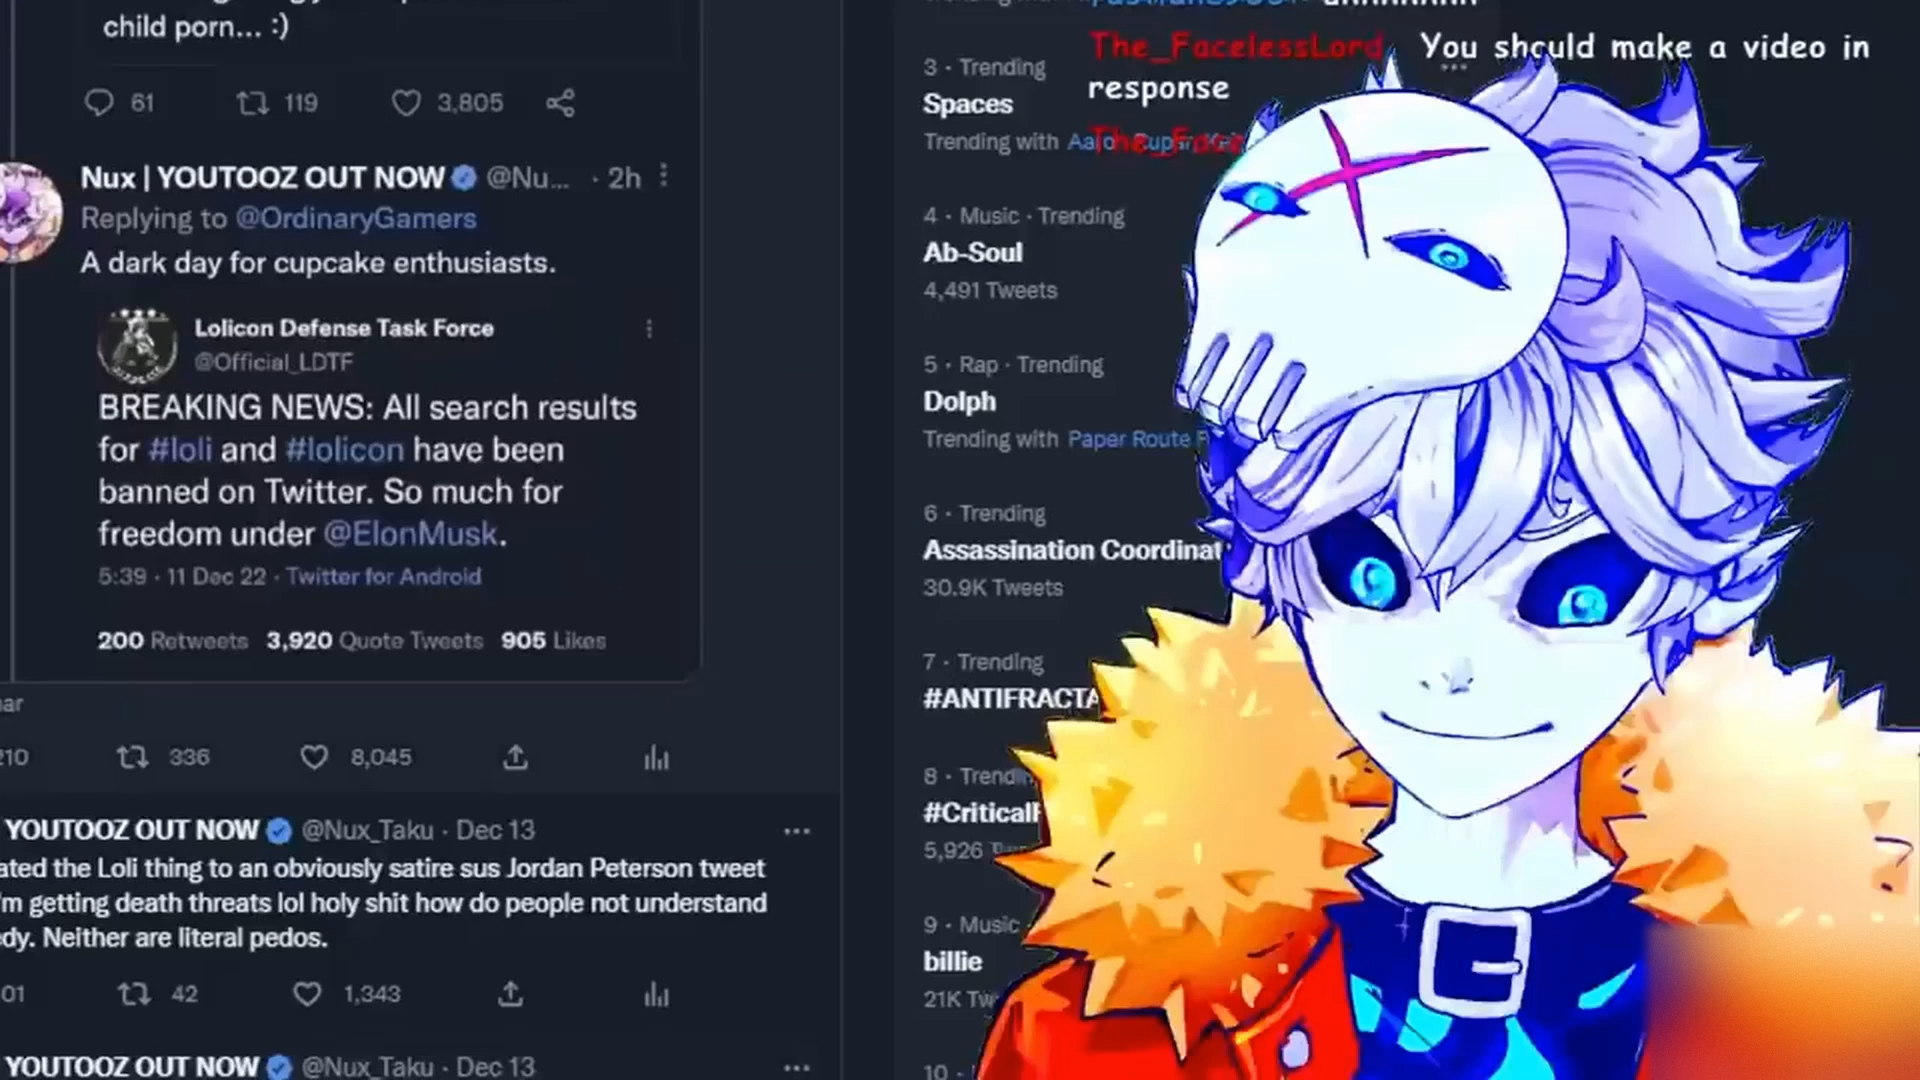 child porn... :)
61 119 3,805
Nux | YOUTOOZ OUT NOW @Nu... · 2h
Replying to @OrdinaryGamers
A dark day for cupcake enthusiasts.
Lolicon Defense Task Force
@Official_LDTF
BREAKING NEWS: All search results
for #loli and #lolicon have been
banned on Twitter. So much for
freedom under @ElonMusk.
5:39 · 11 Dec 22 · Twitter for Android
200 Retweets 3,920 Quote Tweets 905 Likes
336 8,045
YOUTOOZ OUT NOW @Nux_Taku · Dec 13
the Loli thing to an obviously satire sus Jordan Peterson tweet
getting death threats lol holy shit how do people not understand
Neither are literal pedos.
42 1,343
YOUTOOZ OUT NOW @Nux_Taku · Dec 13
The_FacelessLord You should make a video in
response
3 · Trending
Spaces
Trending with
4 · Music · Trending
Ab-Soul
4,491 Tweets
5 · Rap · Trending
Dolph
Trending with Paper Route
6 · Trending
Assassination
30.9K Tweets
7 · Trending
8
5,926
9 · Music
billie
21K
10